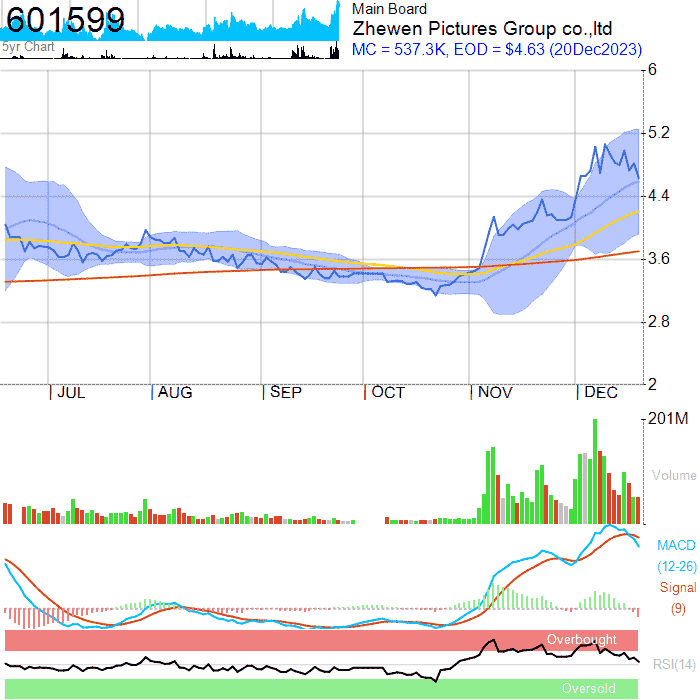 601599
5yr Chart
Main Board
Zhewen Pictures Group co.,ltd
MC = 537.3K, EOD = $4.63 (20Dec2023)
6
5.2
4.4
3.6
2.8
2
JUL
AUG
SEP
OCT
NOV
DEC
201M
Volume
MACD
(12-26)
Signal
(9)
Overbought
RSI(14)
Oversold